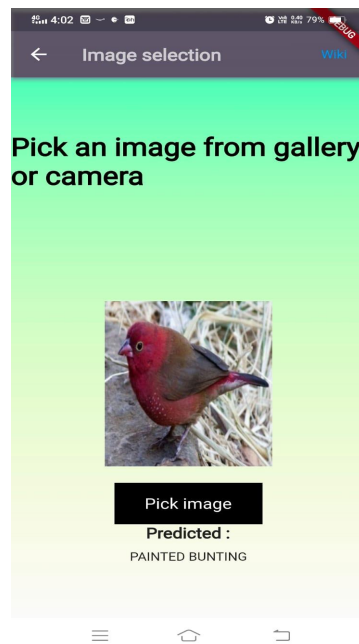 4:02
79%
DEBUG
Image selection
Wiki
Pick an image from gallery
or camera
Pick image
Predicted :
PAINTED BUNTING